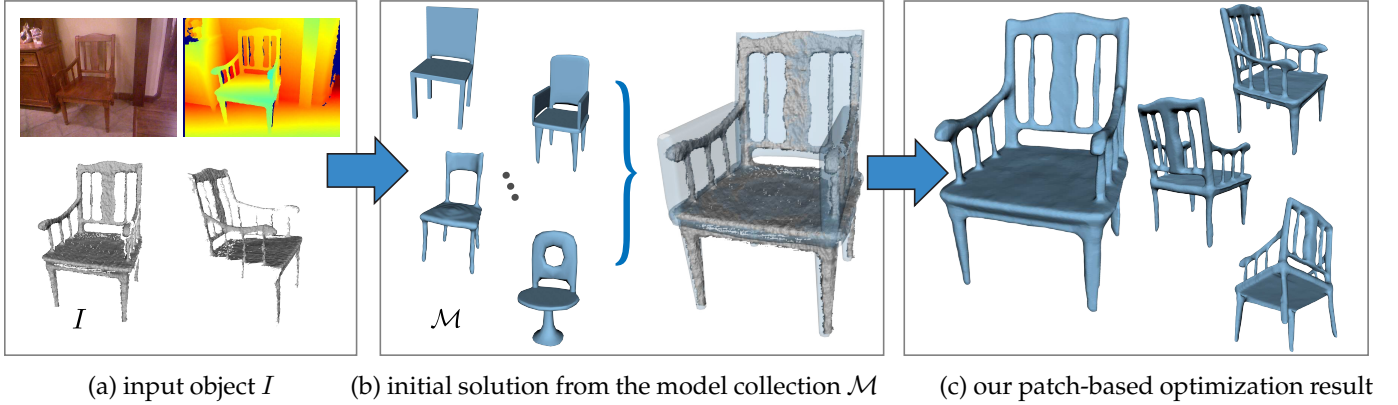 I
M
(a) input object I
(b) initial solution from the model collection M
(c) our patch-based optimization result